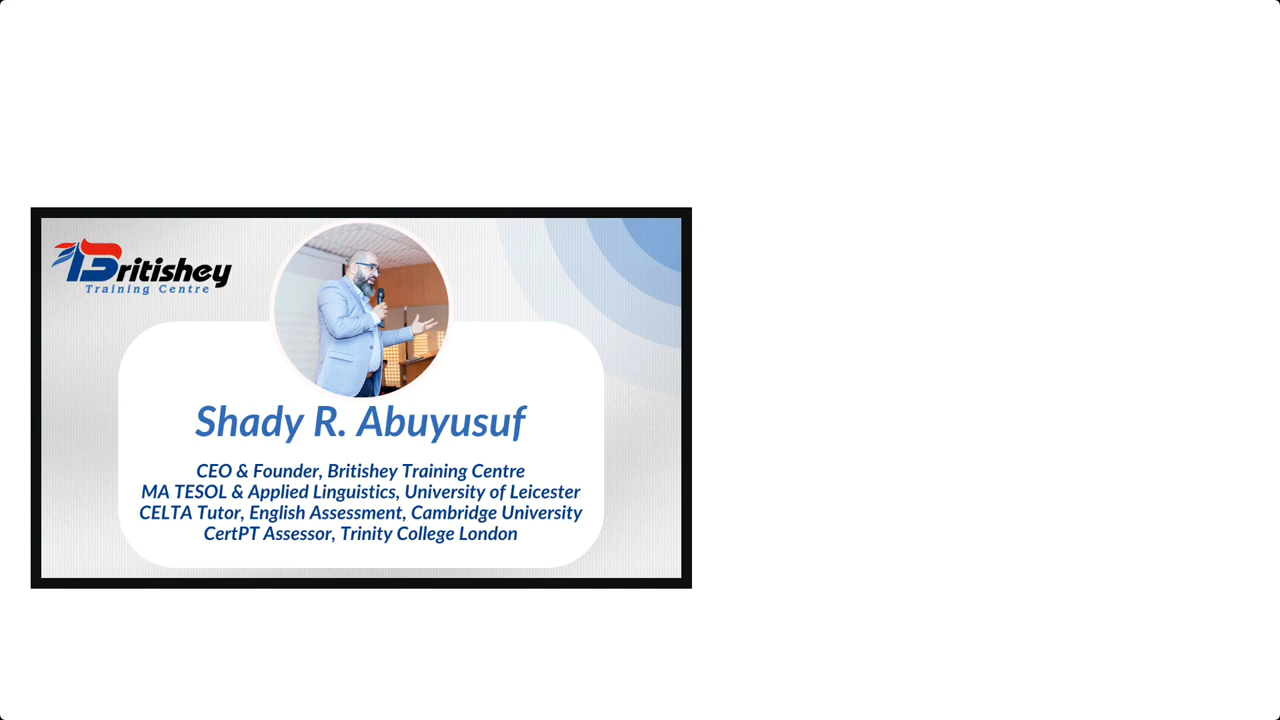 Britishey
Training Centre
Shady R. Abuyusuf
CEO & Founder, Britishey Training Centre
MA TESOL & Applied Linguistics, University of Leicester
CELTA Tutor, English Assessment, Cambridge University
CertPT Assessor, Trinity College London